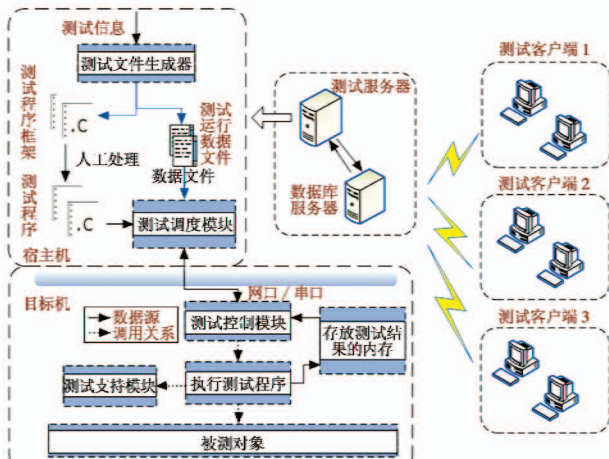 测试信息
测试文件生成器
测试程序框架
.C
人工处理
测试程序
.C
测试运行数据文件
数据文件
测试调度模块
宿主机
测试服务器
数据库
服务器
测试客户端 1
测试客户端 2
测试客户端 3
网口/串口
目标机
数据源
调用关系
测试控制模块
存放测试结
果的内存
测试支持模块
执行测试程序
被测对象